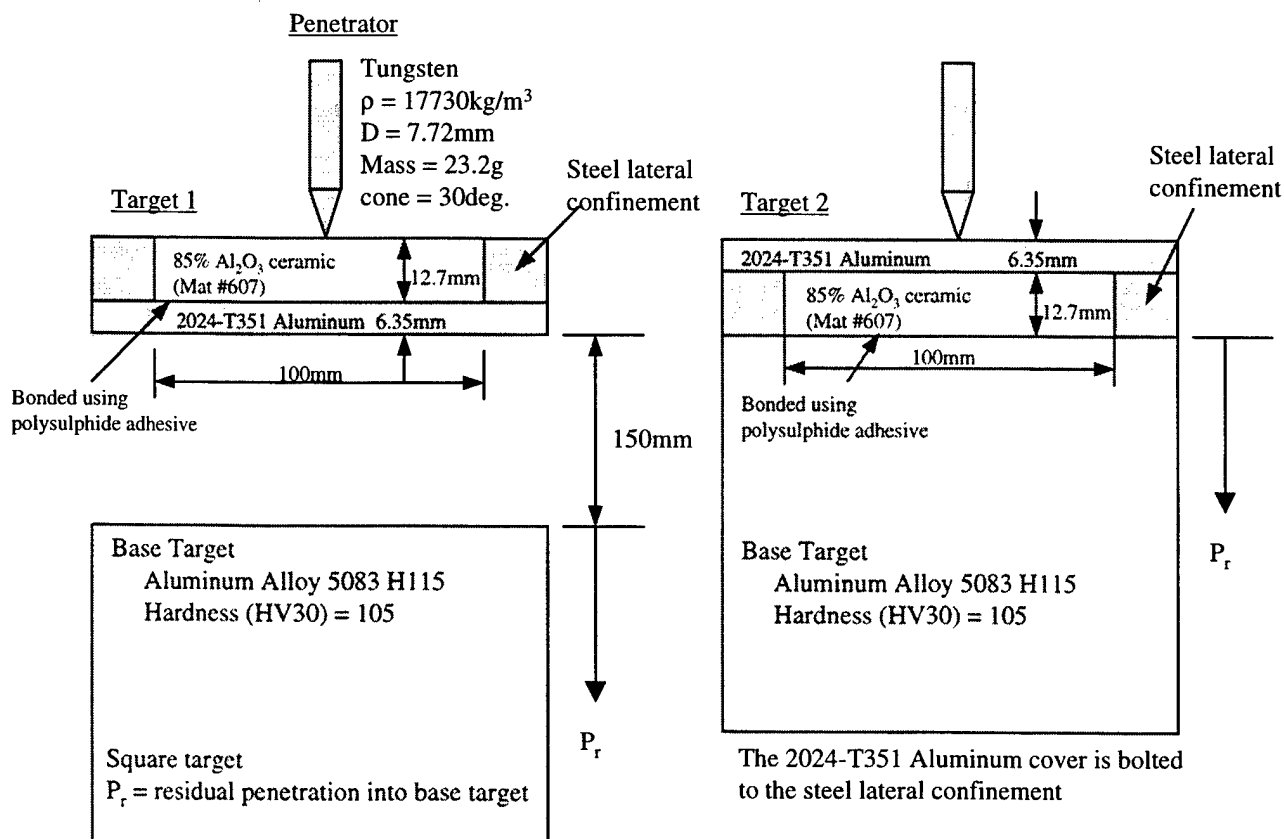 Penetrator
Tungsten
ρ = 17730kg/m³
D = 7.72mm
Mass = 23.2g
cone = 30deg.
Steel lateral
confinement
Target 1
85% Al₂O₃ ceramic
(Mat #607)
12.7mm
2024-T351 Aluminum 6.35mm
100mm
Bonded using
polysulphide adhesive
150mm
Base Target
Aluminum Alloy 5083 H115
Hardness (HV30) = 105
Pᵣ
Square target
Pᵣ = residual penetration into base target
Steel lateral
confinement
Target 2
2024-T351 Aluminum 6.35mm
85% Al₂O₃ ceramic
(Mat #607)
12.7mm
100mm
Bonded using
polysulphide adhesive
Base Target
Aluminum Alloy 5083 H115
Hardness (HV30) = 105
Pᵣ
The 2024-T351 Aluminum cover is bolted
to the steel lateral confinement